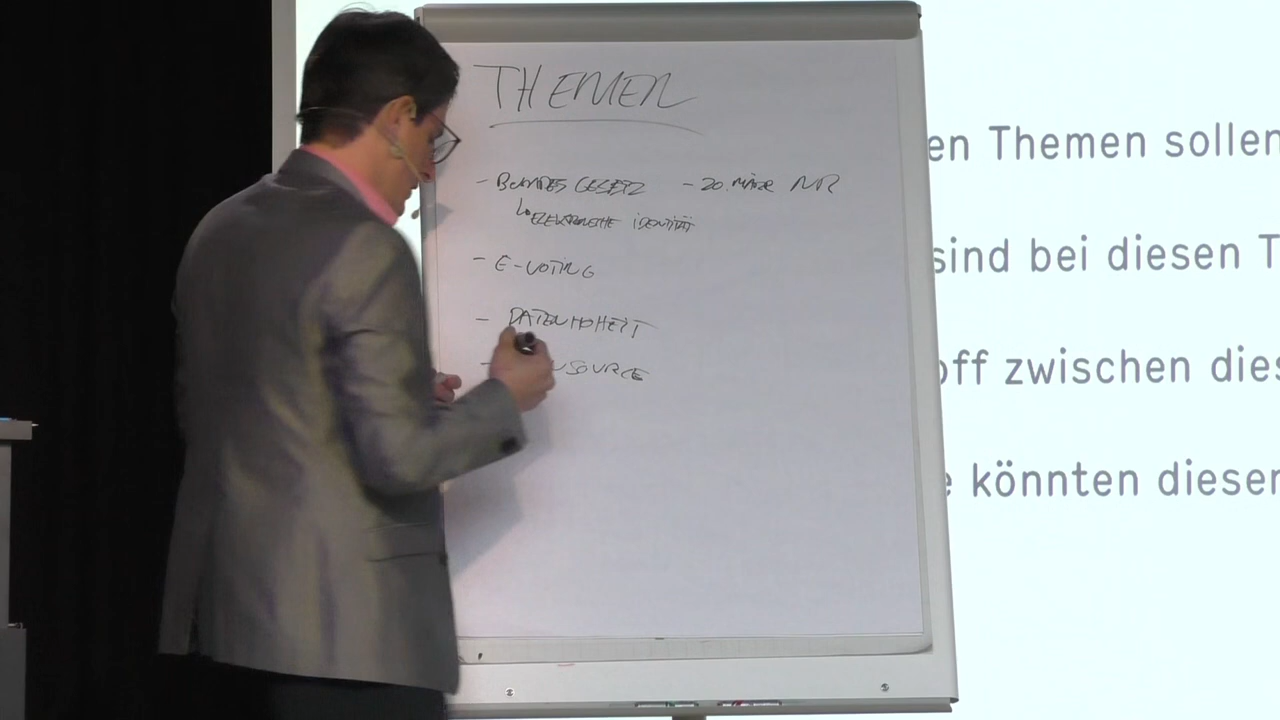 THEMEN
- BUNDESGESETZ - 20. MÄRZ NR
↳ ELEKTRONISCHE IDENTITÄT
- E-VOTING
- DATENHOHEIT
- SOURCE
en Themen sollen
sind bei diesen T
off zwischen dies
könnten dieser